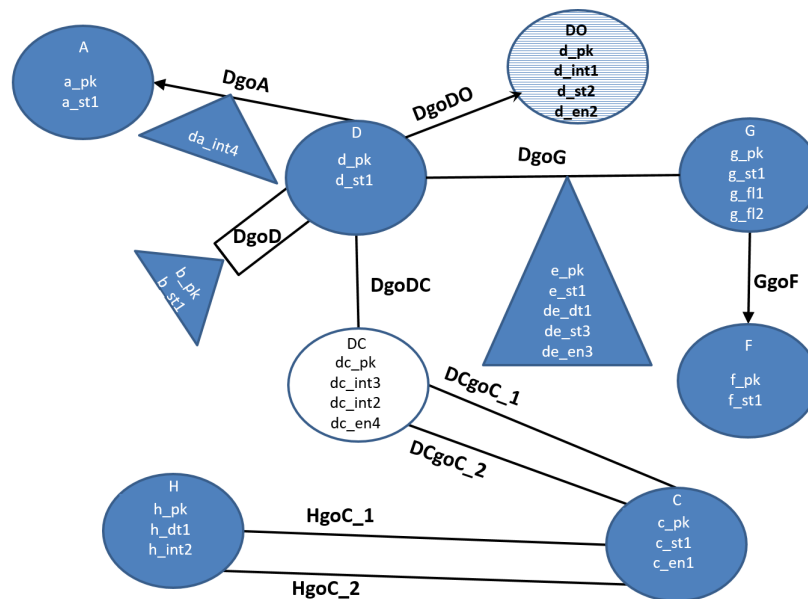 A
a_pk
a_st1
DgoA
da_int4
DgoDO
DO
d_pk
d_int1
d_st2
d_en2
D
d_pk
d_st1
DgoG
G
g_pk
g_st1
g_fl1
g_fl2
DgoD
b_pk
b_st1
DgoDC
e_pk
e_st1
de_dt1
de_st3
de_en3
GgoF
F
f_pk
f_st1
DC
dc_pk
dc_int3
dc_int2
dc_en4
DCgoC_1
DCgoC_2
H
h_pk
h_dt1
h_int2
HgoC_1
HgoC_2
C
c_pk
c_st1
c_en1